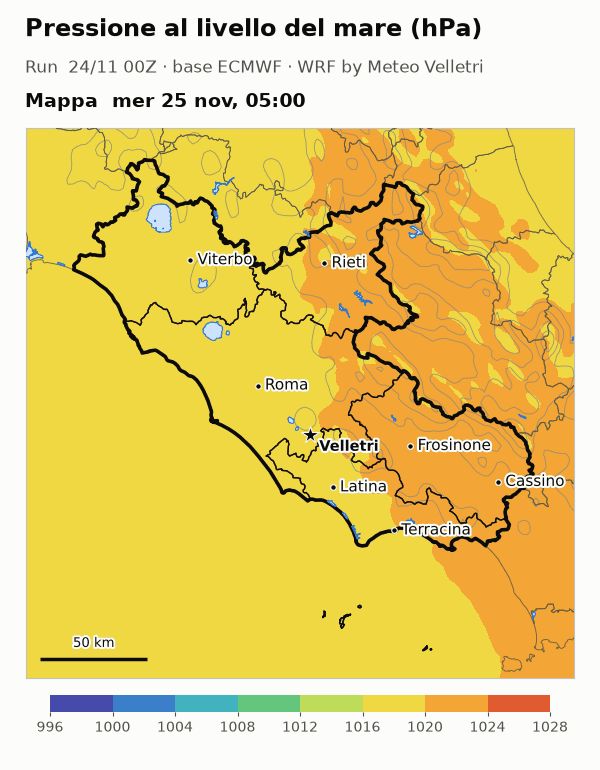 Pressione al livello del mare (hPa)
Run  24/11 00Z · base ECMWF · WRF by Meteo Velletri
Mappa  mer 25 nov, 05:00
Viterbo
Rieti
Roma
Velletri
Frosinone
Cassino
Latina
Terracina
50 km
996 1000 1004 1008 1012 1016 1020 1024 1028